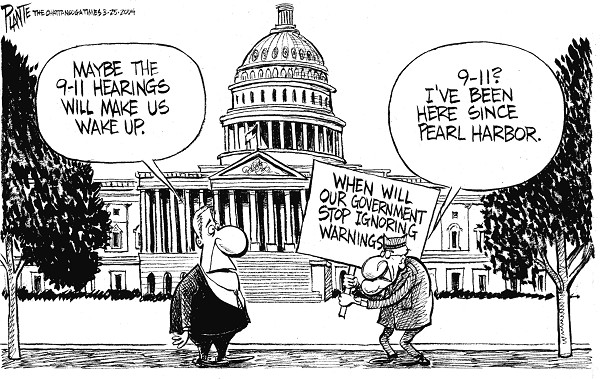 PLANTE THE CHATTANOOGA TIMES 3-25-2004
MAYBE THE
9-11 HEARINGS
WILL MAKE US
WAKE UP.
9-11?
I'VE BEEN
HERE SINCE
PEARL HARBOR.
WHEN WILL
OUR GOVERNMENT
STOP IGNORING
WARNINGS